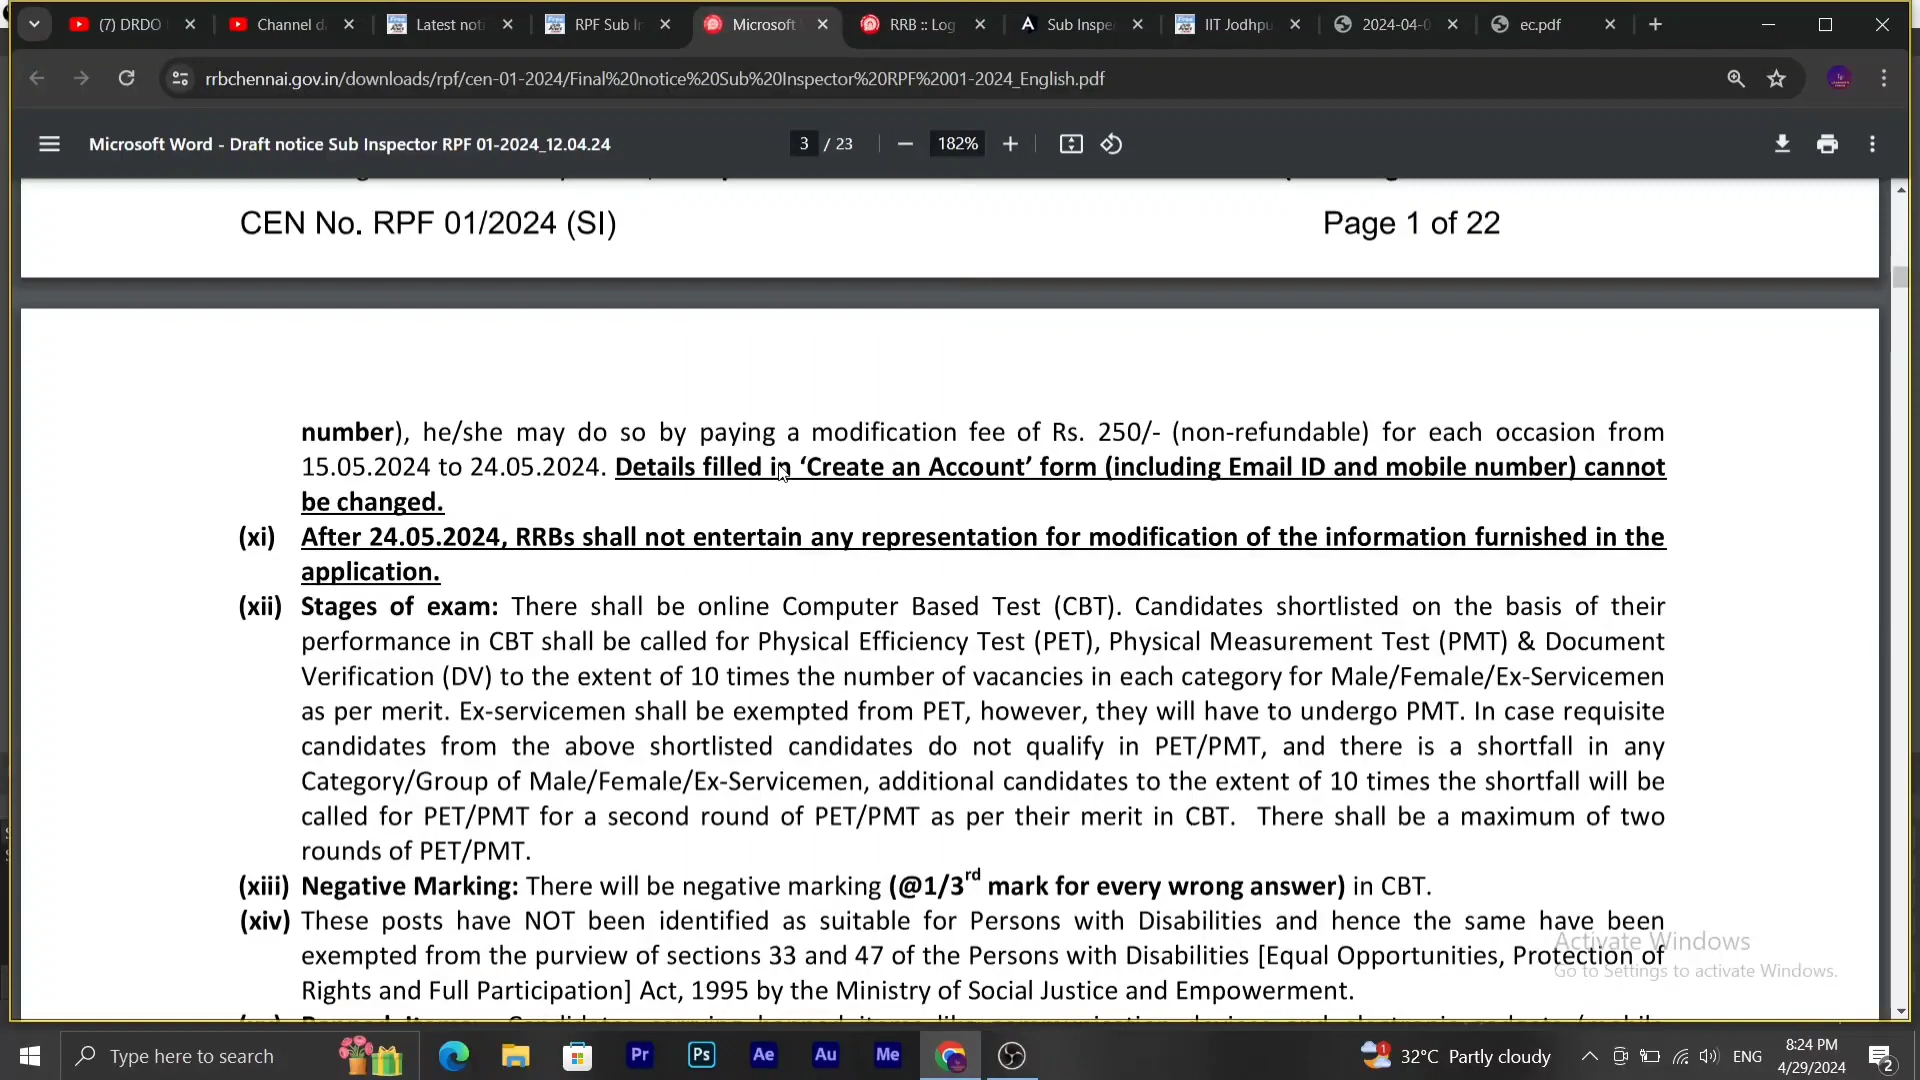 (7) DRDO
Channel d
Latest noti
RPF Sub In
Microsoft
RRB :: Log
Sub Inspe
IIT Jodhpu
2024-04-0
ec.pdf
rrbchennai.gov.in/downloads/rpf/cen-01-2024/Final%20notice%20Sub%20Inspector%20RPF%2001-2024_English.pdf
Microsoft Word - Draft notice Sub Inspector RPF 01-2024_12.04.24
3 / 23
182%
CEN No. RPF 01/2024 (SI)
Page 1 of 22
number), he/she may do so by paying a modification fee of Rs. 250/- (non-refundable) for each occasion from
15.05.2024 to 24.05.2024. Details filled in ‘Create an Account’ form (including Email ID and mobile number) cannot
be changed.
(xi) After 24.05.2024, RRBs shall not entertain any representation for modification of the information furnished in the
application.
(xii) Stages of exam: There shall be online Computer Based Test (CBT). Candidates shortlisted on the basis of their
performance in CBT shall be called for Physical Efficiency Test (PET), Physical Measurement Test (PMT) & Document
Verification (DV) to the extent of 10 times the number of vacancies in each category for Male/Female/Ex-Servicemen
as per merit. Ex-servicemen shall be exempted from PET, however, they will have to undergo PMT. In case requisite
candidates from the above shortlisted candidates do not qualify in PET/PMT, and there is a shortfall in any
Category/Group of Male/Female/Ex-Servicemen, additional candidates to the extent of 10 times the shortfall will be
called for PET/PMT for a second round of PET/PMT as per their merit in CBT. There shall be a maximum of two
rounds of PET/PMT.
(xiii) Negative Marking: There will be negative marking (@1/3rd mark for every wrong answer) in CBT.
(xiv) These posts have NOT been identified as suitable for Persons with Disabilities and hence the same have been
exempted from the purview of sections 33 and 47 of the Persons with Disabilities [Equal Opportunities, Protection of
Rights and Full Participation] Act, 1995 by the Ministry of Social Justice and Empowerment.
Activate Windows
Go to Settings to activate Windows.
Type here to search
Pr
Ps
Ae
Au
Me
1
32°C Partly cloudy
ENG
8:24 PM
4/29/2024
2